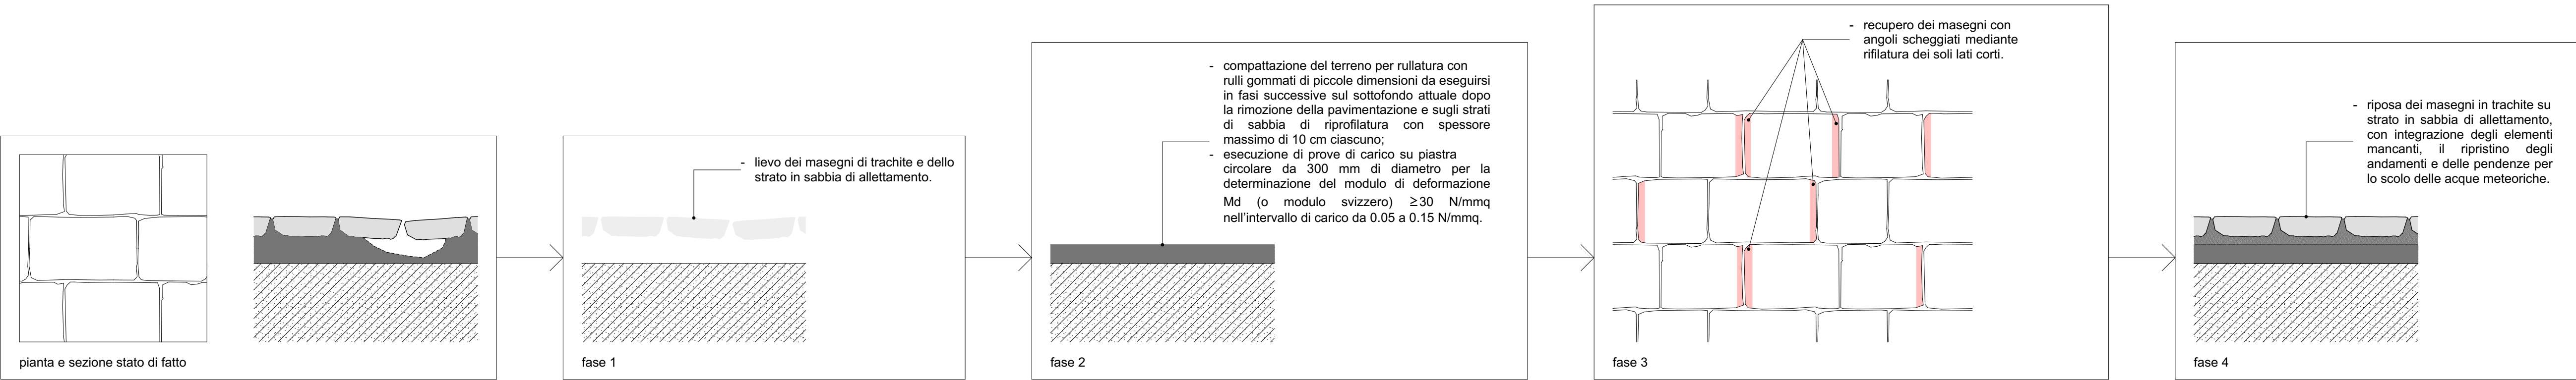 pianta e sezione stato di fatto
- lievo dei masegni di trachite e dello
strato in sabbia di allettamento.
fase 1
- compattazione del terreno per rullatura con
rulli gommati di piccole dimensioni da eseguirsi
in fasi successive sul sottofondo attuale dopo
la rimozione della pavimentazione e sugli strati
di sabbia di riprofilatura con spessore
massimo di 10 cm ciascuno;
- esecuzione di prove di carico su piastra
circolare da 300 mm di diametro per la
determinazione del modulo di deformazione
Md (o modulo svizzero) ≥30 N/mmq
nell'intervallo di carico da 0.05 a 0.15 N/mmq.
fase 2
- recupero dei masegni con
angoli scheggiati mediante
rifilatura dei soli lati corti.
fase 3
- riposa dei masegni in trachite su
strato in sabbia di allettamento,
con integrazione degli elementi
mancanti, il ripristino degli
andamenti e delle pendenze per
lo scolo delle acque meteoriche.
fase 4